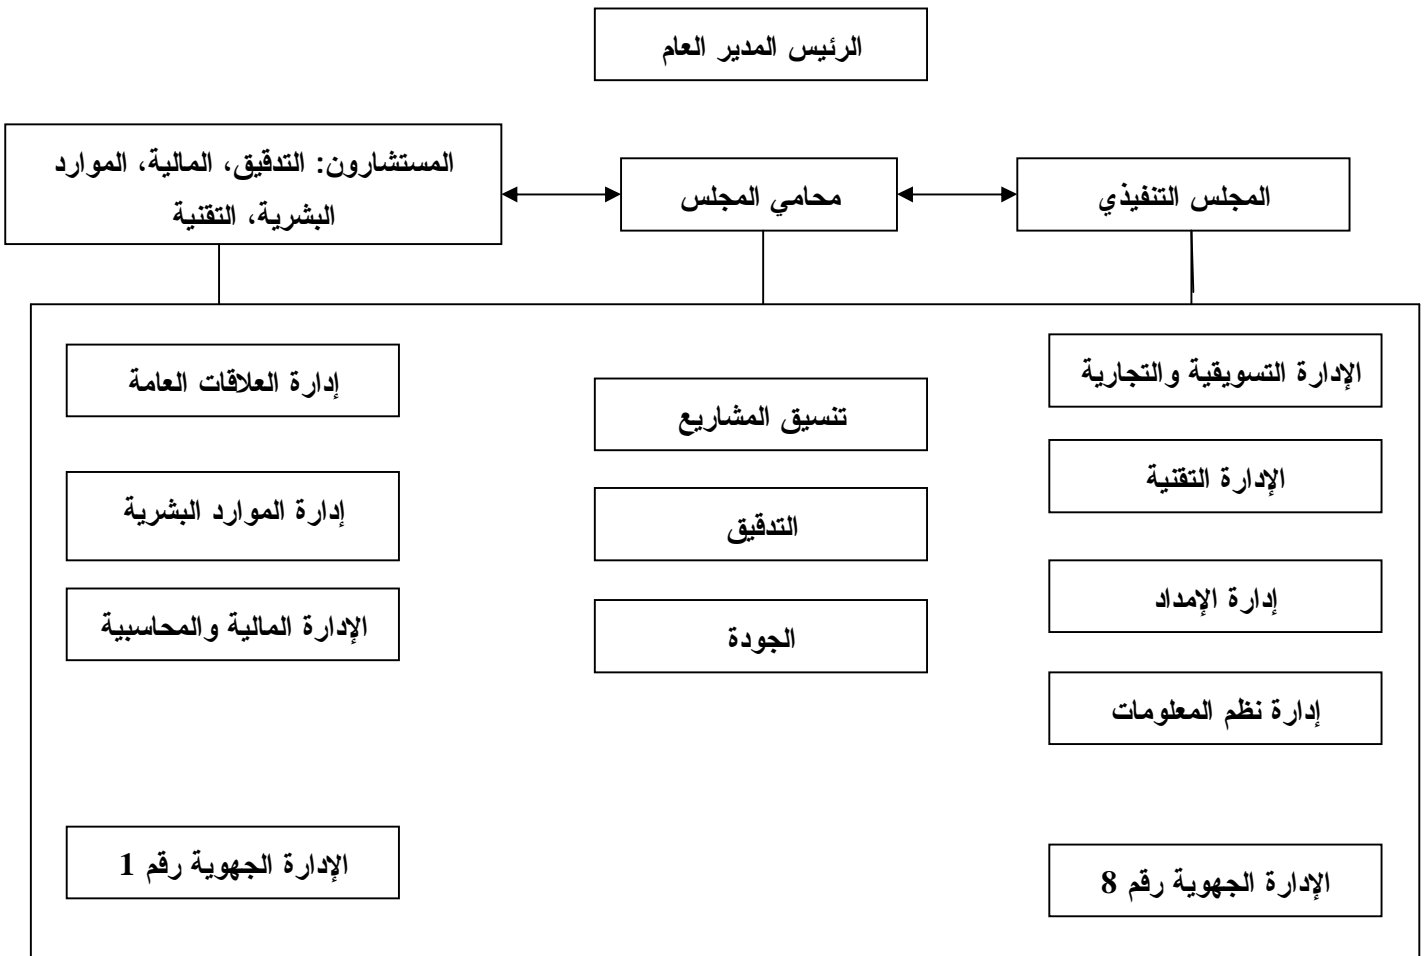 الرئيس المدير العام
المجلس التنفيذي
محامي المجلس
المستشارون: التدقيق، المالية، الموارد
البشرية، التقنية
الإدارة التسويقية والتجارية
الإدارة التقنية
إدارة الإمداد
إدارة نظم المعلومات
الإدارة الجهوية رقم 8
تنسيق المشاريع
التدقيق
الجودة
إدارة العلاقات العامة
إدارة الموارد البشرية
الإدارة المالية والمحاسبية
الإدارة الجهوية رقم 1